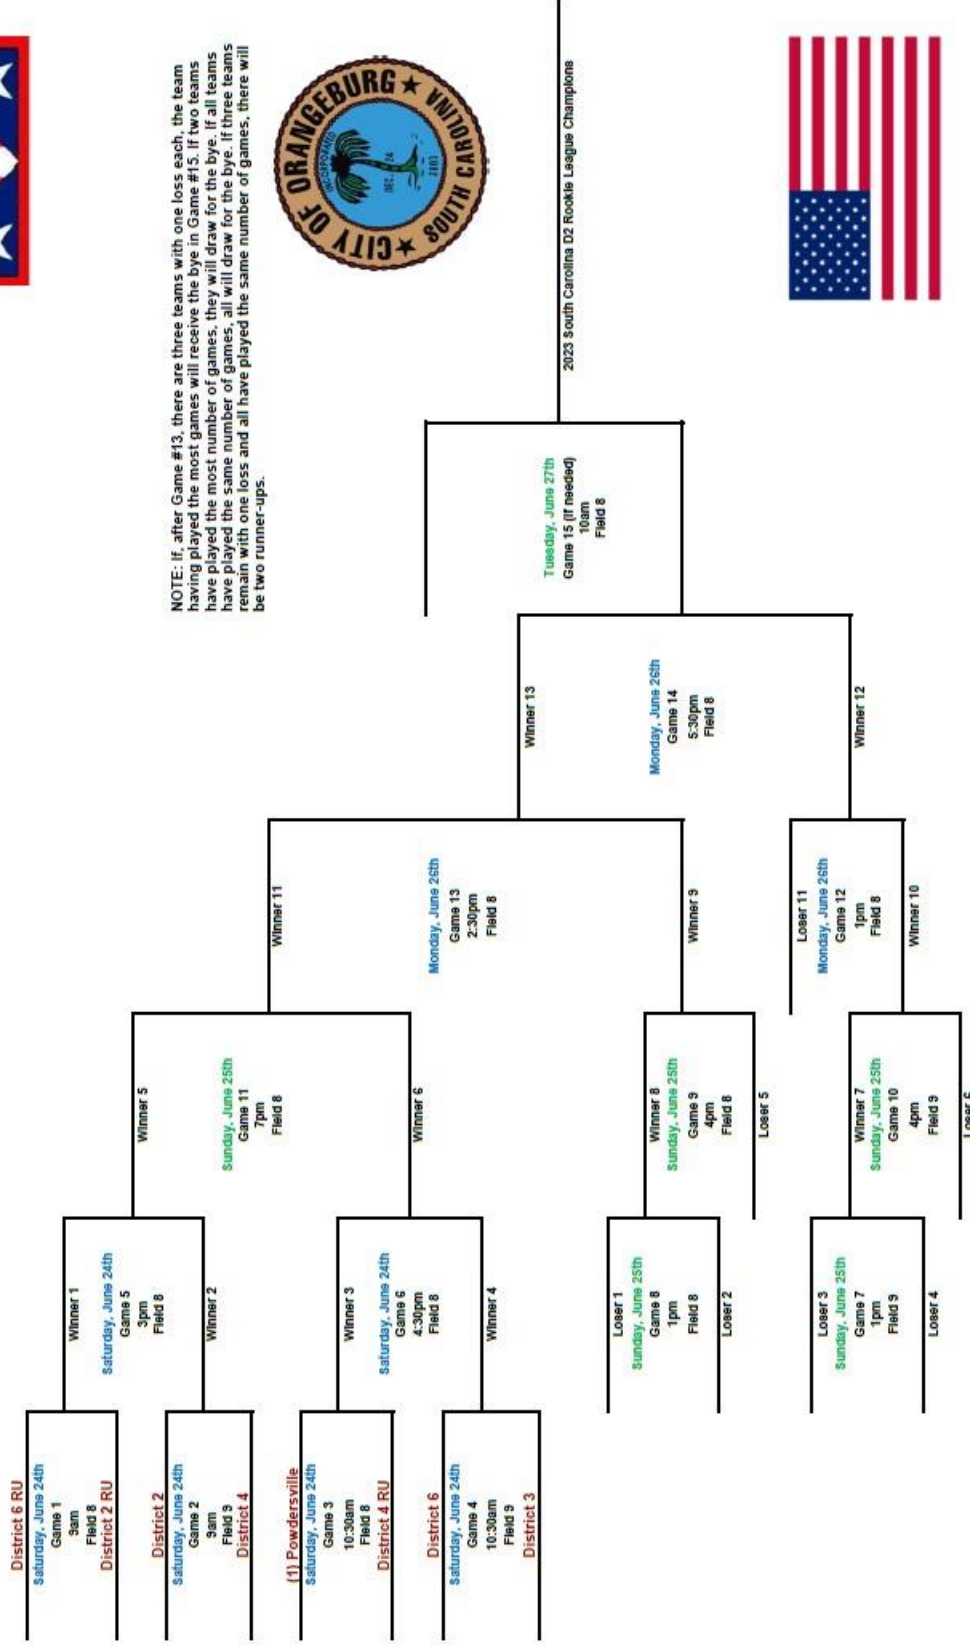 NOTE: If, after Game #13, there are three teams with one loss each, the team
having played the most games will receive the bye in Game #15. If two teams
have played the most number of games, they will draw for the bye. If all teams
have played the same number of games, all will draw for the bye. If three teams
remain with one loss and all have played the same number of games, there will
be two runner-ups.
CITY OF ORANGEBURG
SOUTH CAROLINA
INCORPORATED
DEC. 24
District 6 RU
Saturday, June 24th
Game 1
9am
Field 8
District 2 RU
District 2
Saturday, June 24th
Game 2
9am
Field 9
District 4
(1) Powdersville
Saturday, June 24th
Game 3
10:30am
Field 8
District 4 RU
District 6
Saturday, June 24th
Game 4
10:30am
Field 9
District 3
Winner 1
Saturday, June 24th
Game 5
3pm
Field 8
Winner 2
Winner 3
Saturday, June 24th
Game 6
4:30pm
Field 8
Winner 4
Loser 1
Sunday, June 25th
Game 8
1pm
Field 8
Loser 2
Loser 3
Sunday, June 25th
Game 7
1pm
Field 9
Loser 4
Winner 5
Sunday, June 25th
Game 11
7pm
Field 8
Winner 6
Winner 8
Sunday, June 25th
Game 9
4pm
Field 8
Loser 5
Winner 7
Sunday, June 25th
Game 10
4pm
Field 9
Loser 6
Winner 11
Monday, June 26th
Game 13
2:30pm
Field 8
Winner 9
Loser 11
Monday, June 26th
Game 12
1pm
Field 8
Winner 10
Winner 13
Monday, June 26th
Game 14
5:30pm
Field 8
Winner 12
Tuesday, June 27th
Game 15 (If needed)
10am
Field 8
2023 South Carolina D2 Rookie League Champions